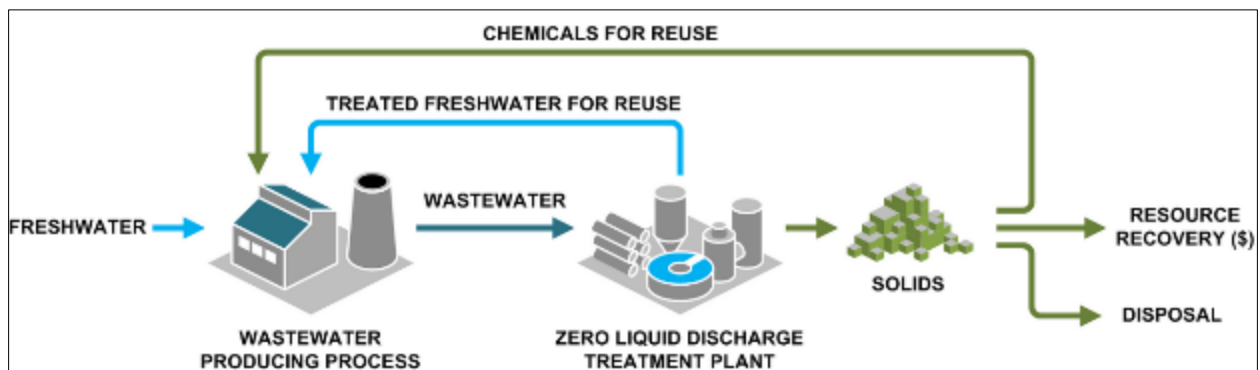 CHEMICALS FOR REUSE
TREATED FRESHWATER FOR REUSE
WASTEWATER
FRESHWATER
RESOURCE
RECOVERY ($)
SOLIDS
DISPOSAL
WASTEWATER
PRODUCING PROCESS
ZERO LIQUID DISCHARGE
TREATMENT PLANT